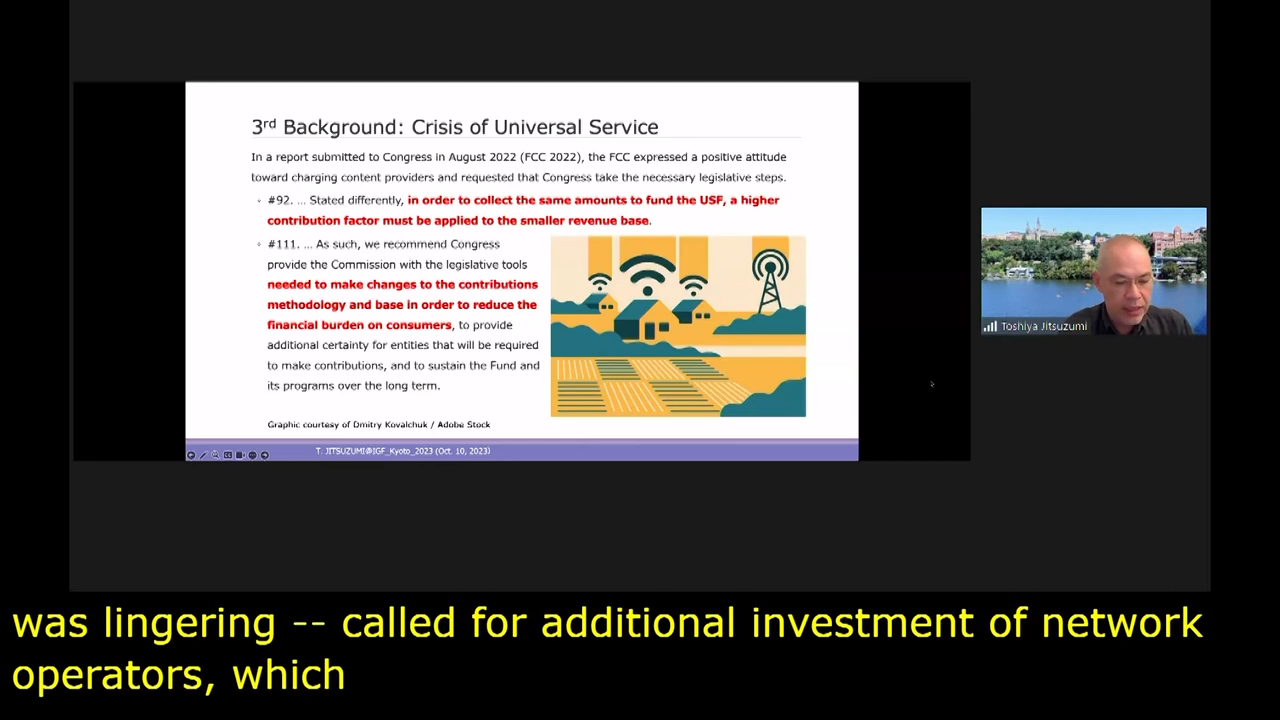 3rd Background: Crisis of Universal Service
In a report submitted to Congress in August 2022 (FCC 2022), the FCC expressed a positive attitude
toward charging content providers and requested that Congress take the necessary legislative steps.
◦ #92. ... Stated differently, in order to collect the same amounts to fund the USF, a higher
contribution factor must be applied to the smaller revenue base.
◦ #111. ... As such, we recommend Congress
provide the Commission with the legislative tools
needed to make changes to the contributions
methodology and base in order to reduce the
financial burden on consumers, to provide
additional certainty for entities that will be required
to make contributions, and to sustain the Fund and
its programs over the long term.
Graphic courtesy of Dmitry Kovalchuk / Adobe Stock
T. JITSUZUMI@IGF_Kyoto_2023 (Oct. 10, 2023)
Toshiya Jitsuzumi
was lingering -- called for additional investment of network
operators, which